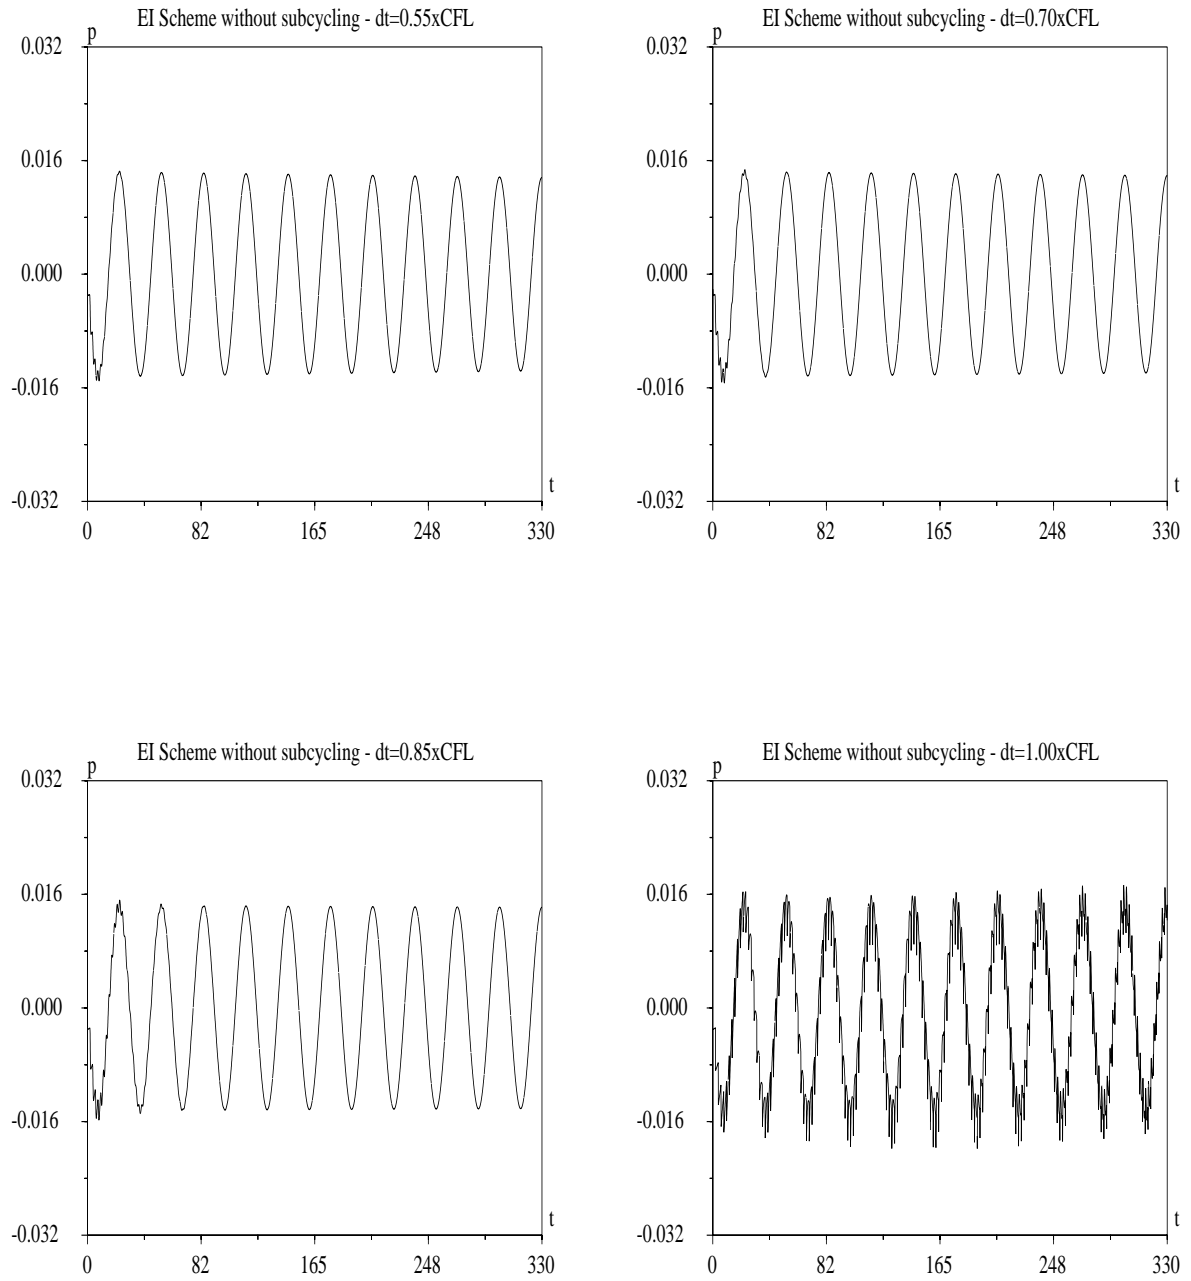 EI Scheme without subcycling - dt=0.55xCFL
p
0.032
0.016
0.000
-0.016
-0.032
t
0 82 165 248 330
EI Scheme without subcycling - dt=0.70xCFL
p
0.032
0.016
0.000
-0.016
-0.032
t
0 82 165 248 330
EI Scheme without subcycling - dt=0.85xCFL
p
0.032
0.016
0.000
-0.016
-0.032
t
0 82 165 248 330
EI Scheme without subcycling - dt=1.00xCFL
p
0.032
0.016
0.000
-0.016
-0.032
t
0 82 165 248 330